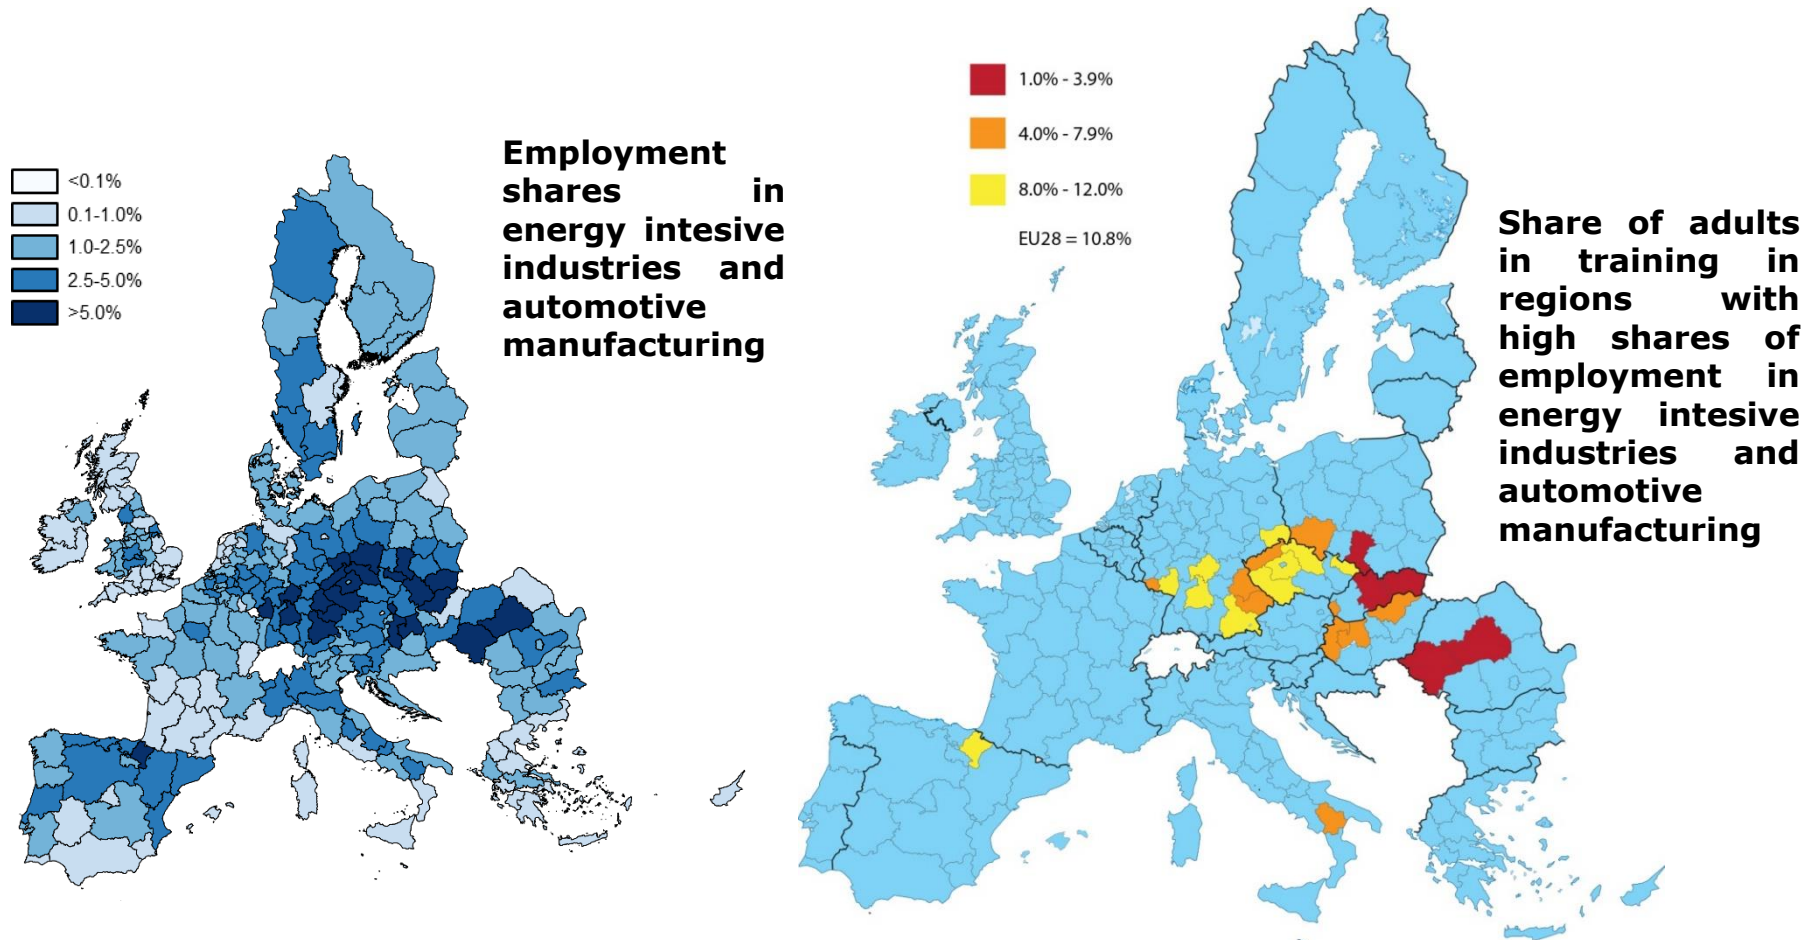 <0.1%
0.1-1.0%
1.0-2.5%
2.5-5.0%
>5.0%
Employment
shares in
energy intesive
industries and
automotive
manufacturing
1.0% - 3.9%
4.0% - 7.9%
8.0% - 12.0%
EU28 = 10.8%
Share of adults
in training in
regions with
high shares of
employment in
energy intesive
industries and
automotive
manufacturing